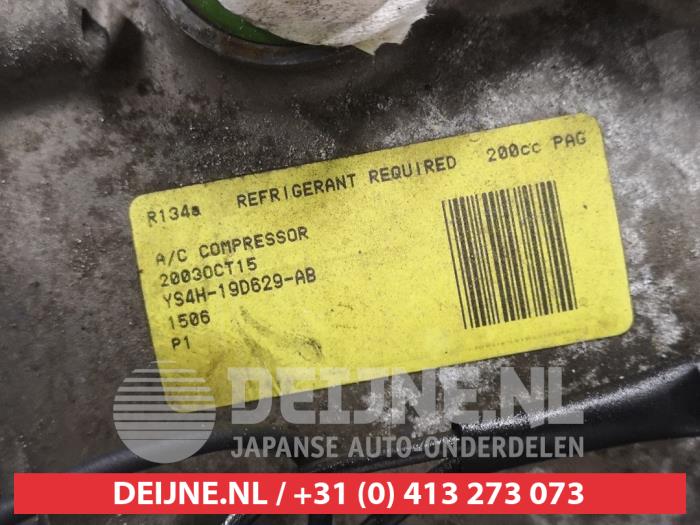 R134a REFRIGERANT REQUIRED 200cc PAG
A/C COMPRESSOR
2003OCT15
YS4H-19D629-AB
1506
P1
DEIJNE.NL
JAPANSE AUTO-ONDERDELEN
DEIJNE.NL / +31 (0) 413 273 073